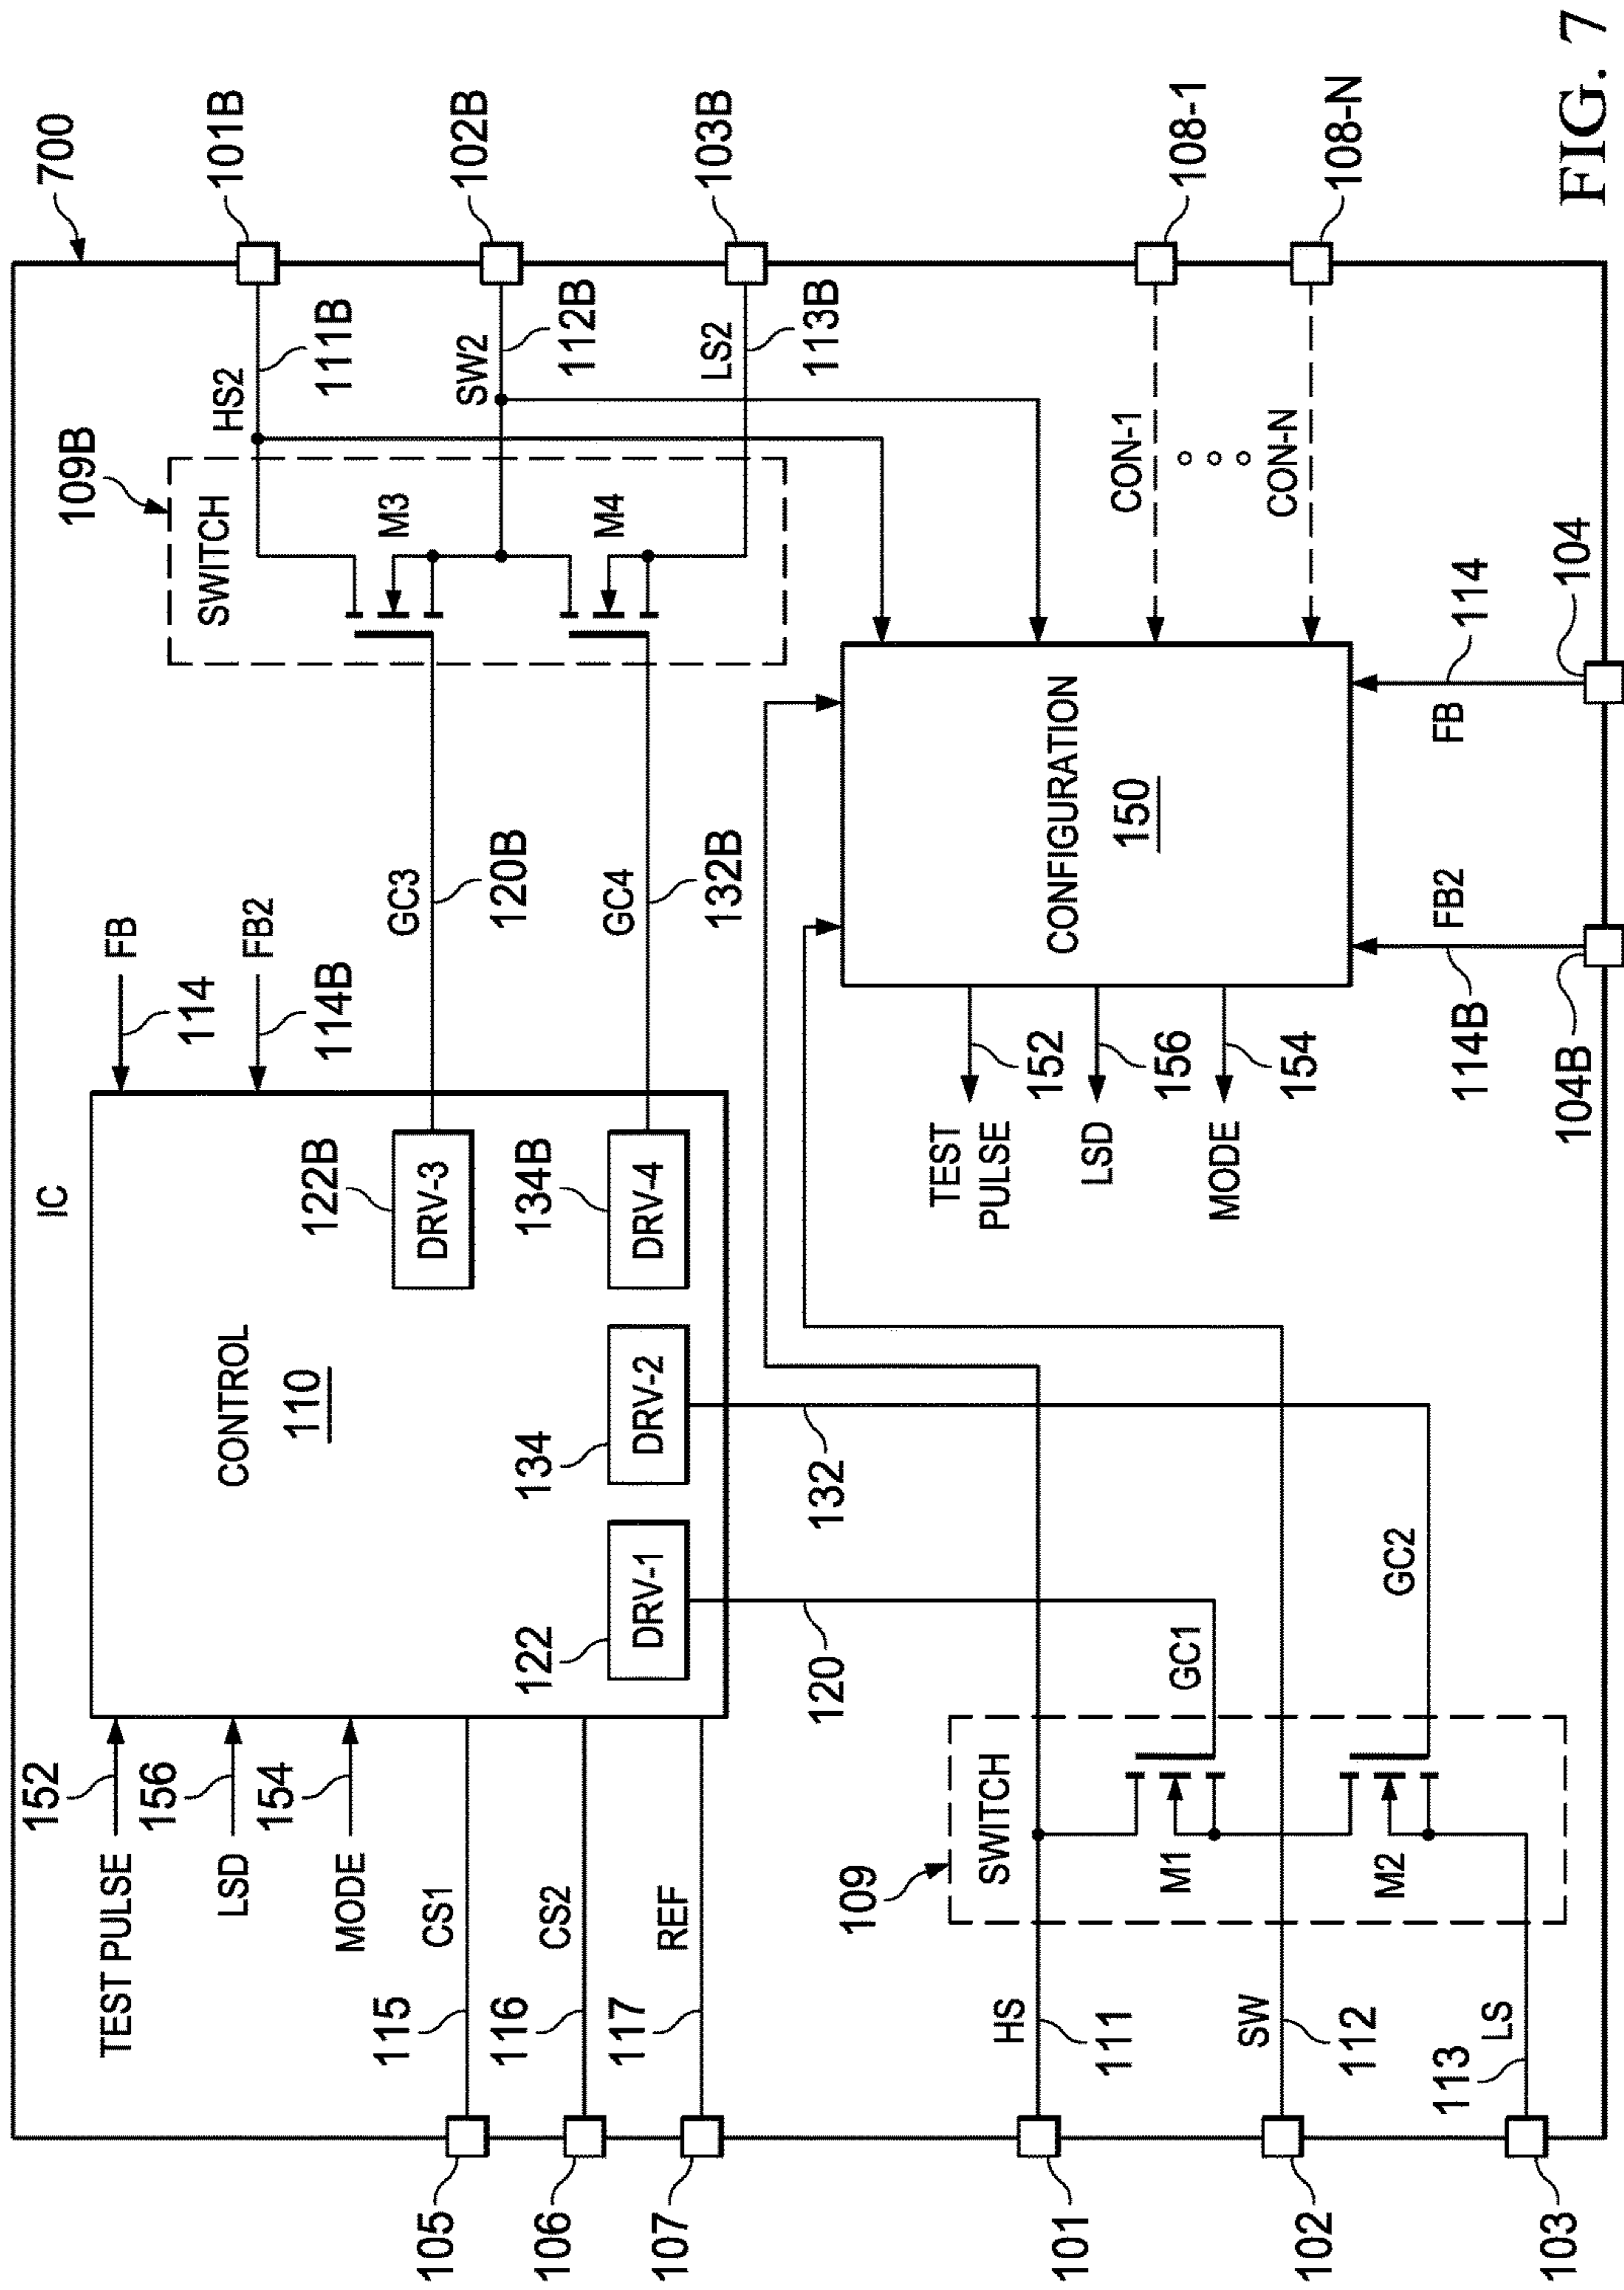 700
IC
TEST PULSE
152
LSD
156
MODE
154
CONTROL
110
FB
114
FB2
114B
109B
SWITCH
HS2
111B
101B
M3
SW2
112B
102B
M4
LS2
113B
103B
GC3
120B
GC4
132B
DRV-3
122B
DRV-4
134B
DRV-2
134
DRV-1
122
105
115
CS1
106
116
CS2
107
117
REF
120
132
109
SWITCH
101
HS
111
M1
GC1
102
SW
112
M2
GC2
103
113
LS
CONFIGURATION
150
TEST
PULSE
152
LSD
156
MODE
154
CON-1
108-1
CON-N
108-N
FB2
114B
104B
FB
114
104
FIG. 7